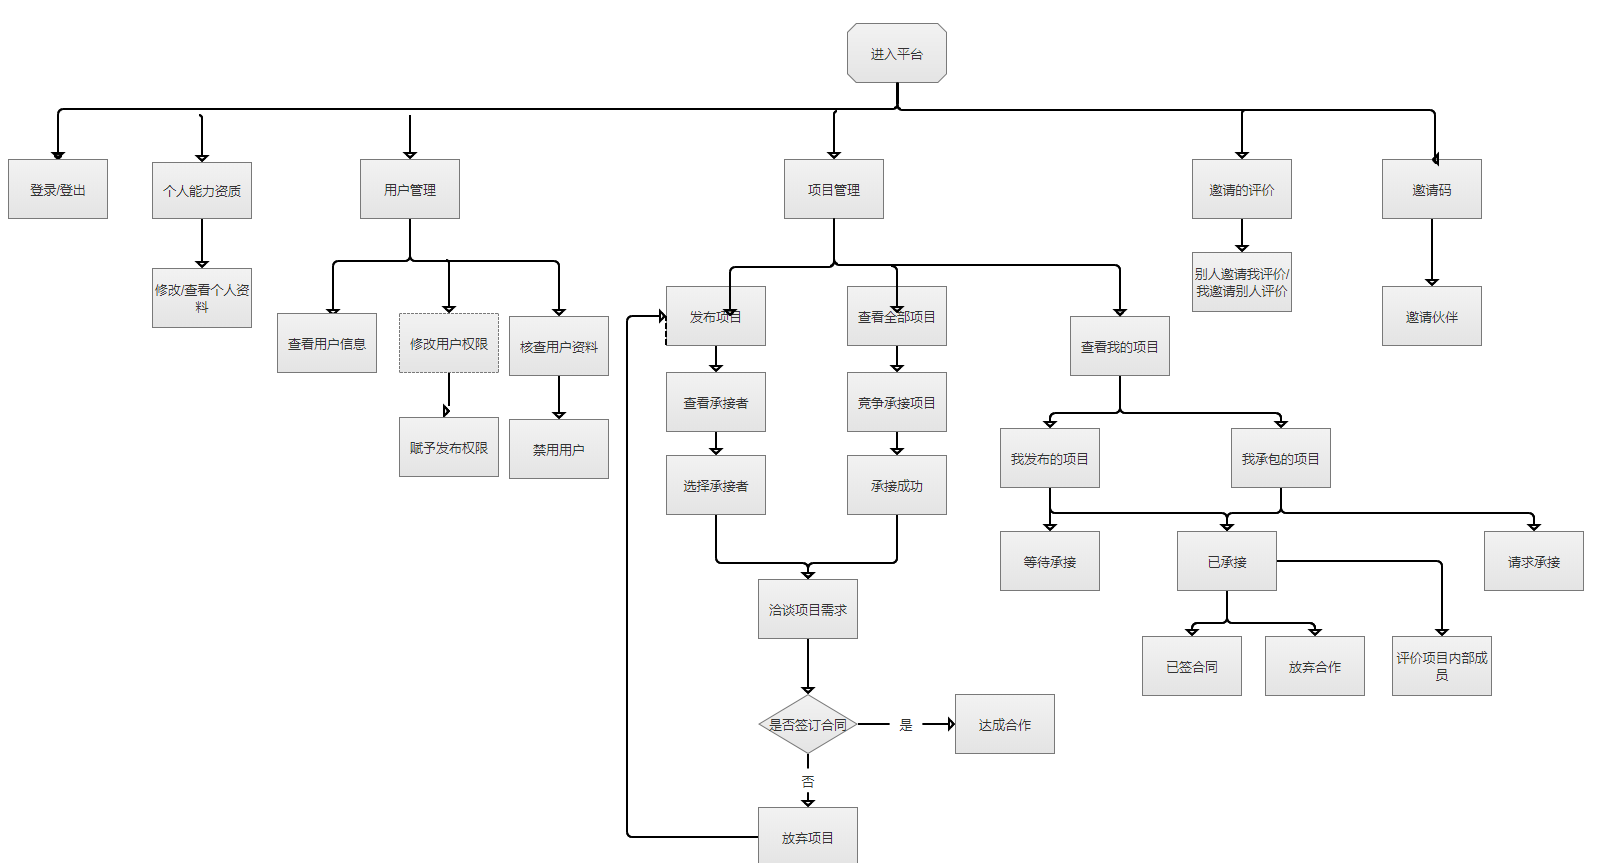 进入平台
登录/登出
个人能力资质
用户管理
项目管理
邀请的评价
邀请码
修改/查看个人资
料
别人邀请我评价/
我邀请别人评价
查看用户信息
修改用户权限
核查用户资料
发布项目
查看全部项目
查看我的项目
邀请伙伴
赋予发布权限
禁用用户
查看承接者
竞争承接项目
我发布的项目
我承包的项目
选择承接者
承接成功
等待承接
已承接
请求承接
洽谈项目需求
已签合同
放弃合作
评价项目内部成
员
是否签订合同
是
达成合作
否
放弃项目